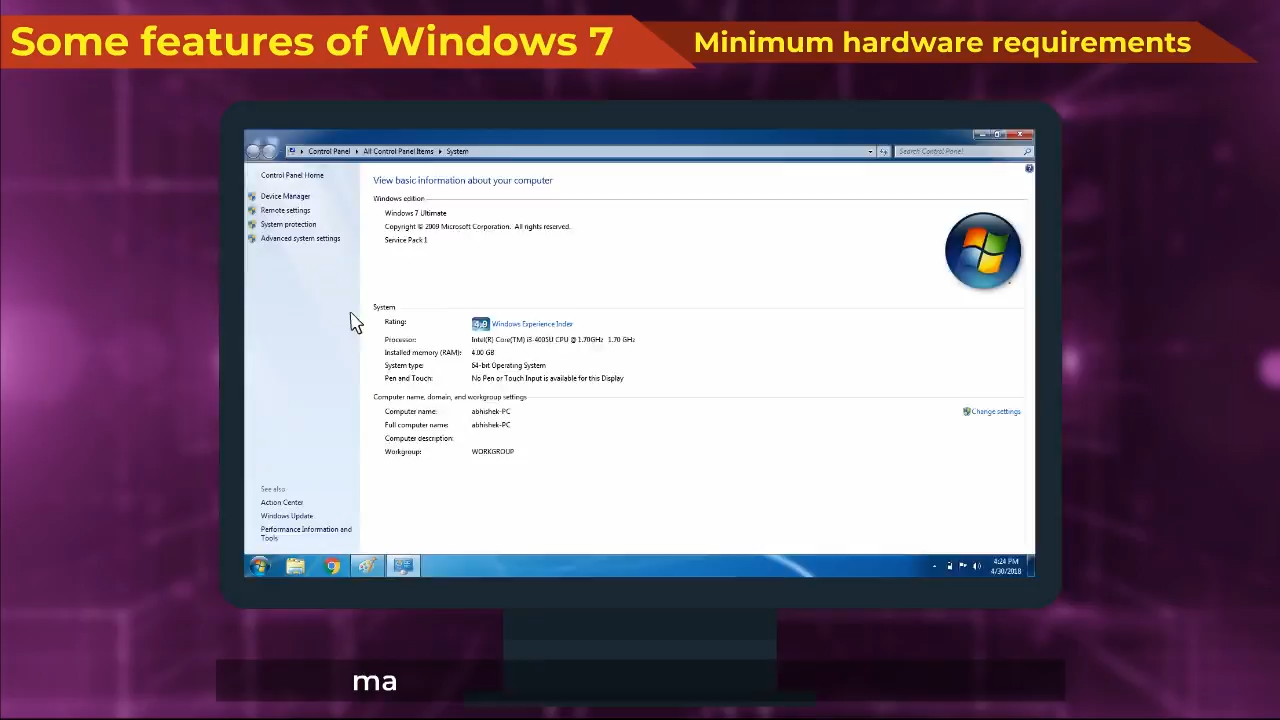 Some features of Windows 7
Minimum hardware requirements
Control Panel
All Control Panel Items
System
Search Control Panel
Control Panel Home
Device Manager
Remote settings
System protection
Advanced system settings
View basic information about your computer
Windows edition
Windows 7 Ultimate
Copyright © 2009 Microsoft Corporation. All rights reserved.
Service Pack 1
System
Rating: 4.9 Windows Experience Index
Processor: Intel(R) Core(TM) i3-4005U CPU @ 1.70GHz 1.70 GHz
Installed memory (RAM): 4.00 GB
System type: 64-bit Operating System
Pen and Touch: No Pen or Touch Input is available for this Display
Computer name, domain, and workgroup settings
Computer name: abhishek-PC
Change settings
Full computer name: abhishek-PC
Computer description:
Workgroup: WORKGROUP
See also
Action Center
Windows Update
Performance Information and
Tools
4:24 PM
4/30/2018
ma